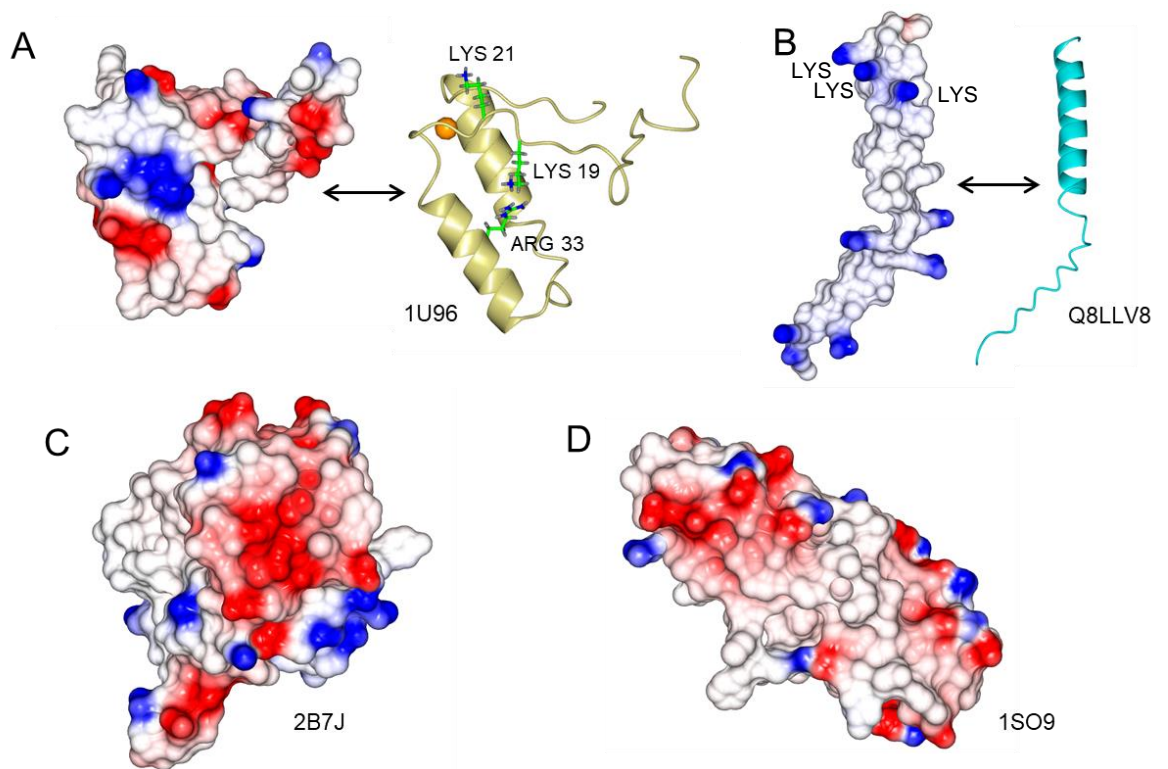 A
LYS 21
LYS 19
ARG 33
1U96
B
LYS
LYS
LYS
Q8LLV8
C
2B7J
D
1SO9